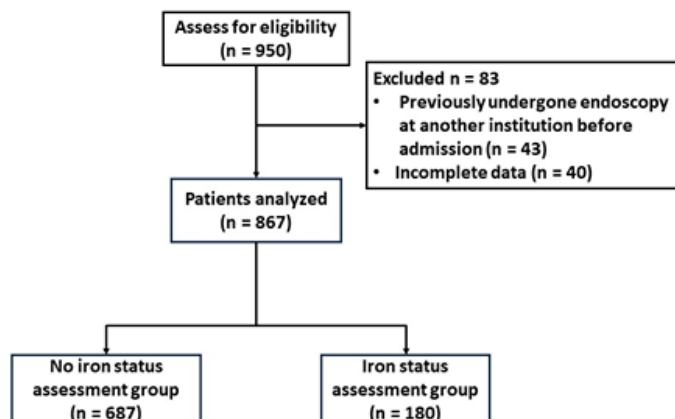 Assess for eligibility
(n = 950)
Excluded n = 83
• Previously undergone endoscopy
at another institution before
admission (n = 43)
• Incomplete data (n = 40)
Patients analyzed
(n = 867)
No iron status
assessment group
(n = 687)
Iron status
assessment group
(n = 180)